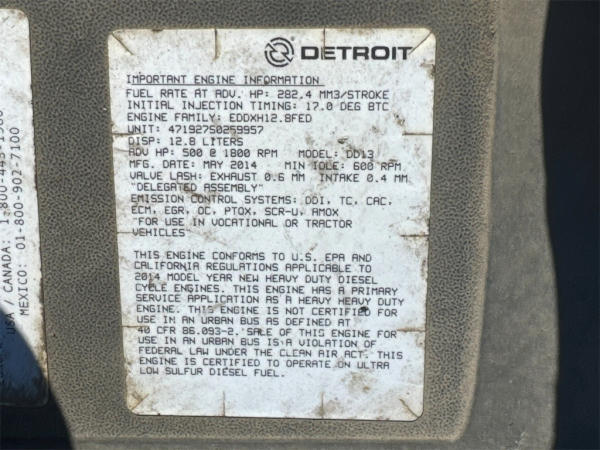 DETROIT
IMPORTANT ENGINE INFORMATION
FUEL RATE AT ADV. HP: 282.4 MM3/STROKE
INITIAL INJECTION TIMING: 17.0 DEG BTC
ENGINE FAMILY: EDDXH12.8FED
UNIT: 471927S0259957
DISP: 12.8 LITERS
ADV HP: 500 @ 1800 RPM MODEL: DD13
MFG. DATE: MAY 2014 MIN IDLE: 600 RPM
VALVE LASH: EXHAUST 0.6 MM INTAKE 0.4 MM
"DELEGATED ASSEMBLY"
EMISSION CONTROL SYSTEMS: DDI, TC, CAC,
ECM, EGR, OC, PTOX, SCR-U, AMOX
"FOR USE IN VOCATIONAL OR TRACTOR
VEHICLES"
THIS ENGINE CONFORMS TO U.S. EPA AND
CALIFORNIA REGULATIONS APPLICABLE TO
2014 MODEL YEAR NEW HEAVY DUTY DIESEL
CYCLE ENGINES. THIS ENGINE HAS A PRIMARY
SERVICE APPLICATION AS A HEAVY HEAVY DUTY
ENGINE. THIS ENGINE IS NOT CERTIFIED FOR
USE IN AN URBAN BUS AS DEFINED AT
40 CFR 86.093-2. SALE OF THIS ENGINE FOR
USE IN AN URBAN BUS IS A VIOLATION OF
FEDERAL LAW UNDER THE CLEAN AIR ACT. THIS
ENGINE IS CERTIFIED TO OPERATE ON ULTRA
LOW SULFUR DIESEL FUEL.
USA / CANADA:
MEXICO: 01-800-902-7100